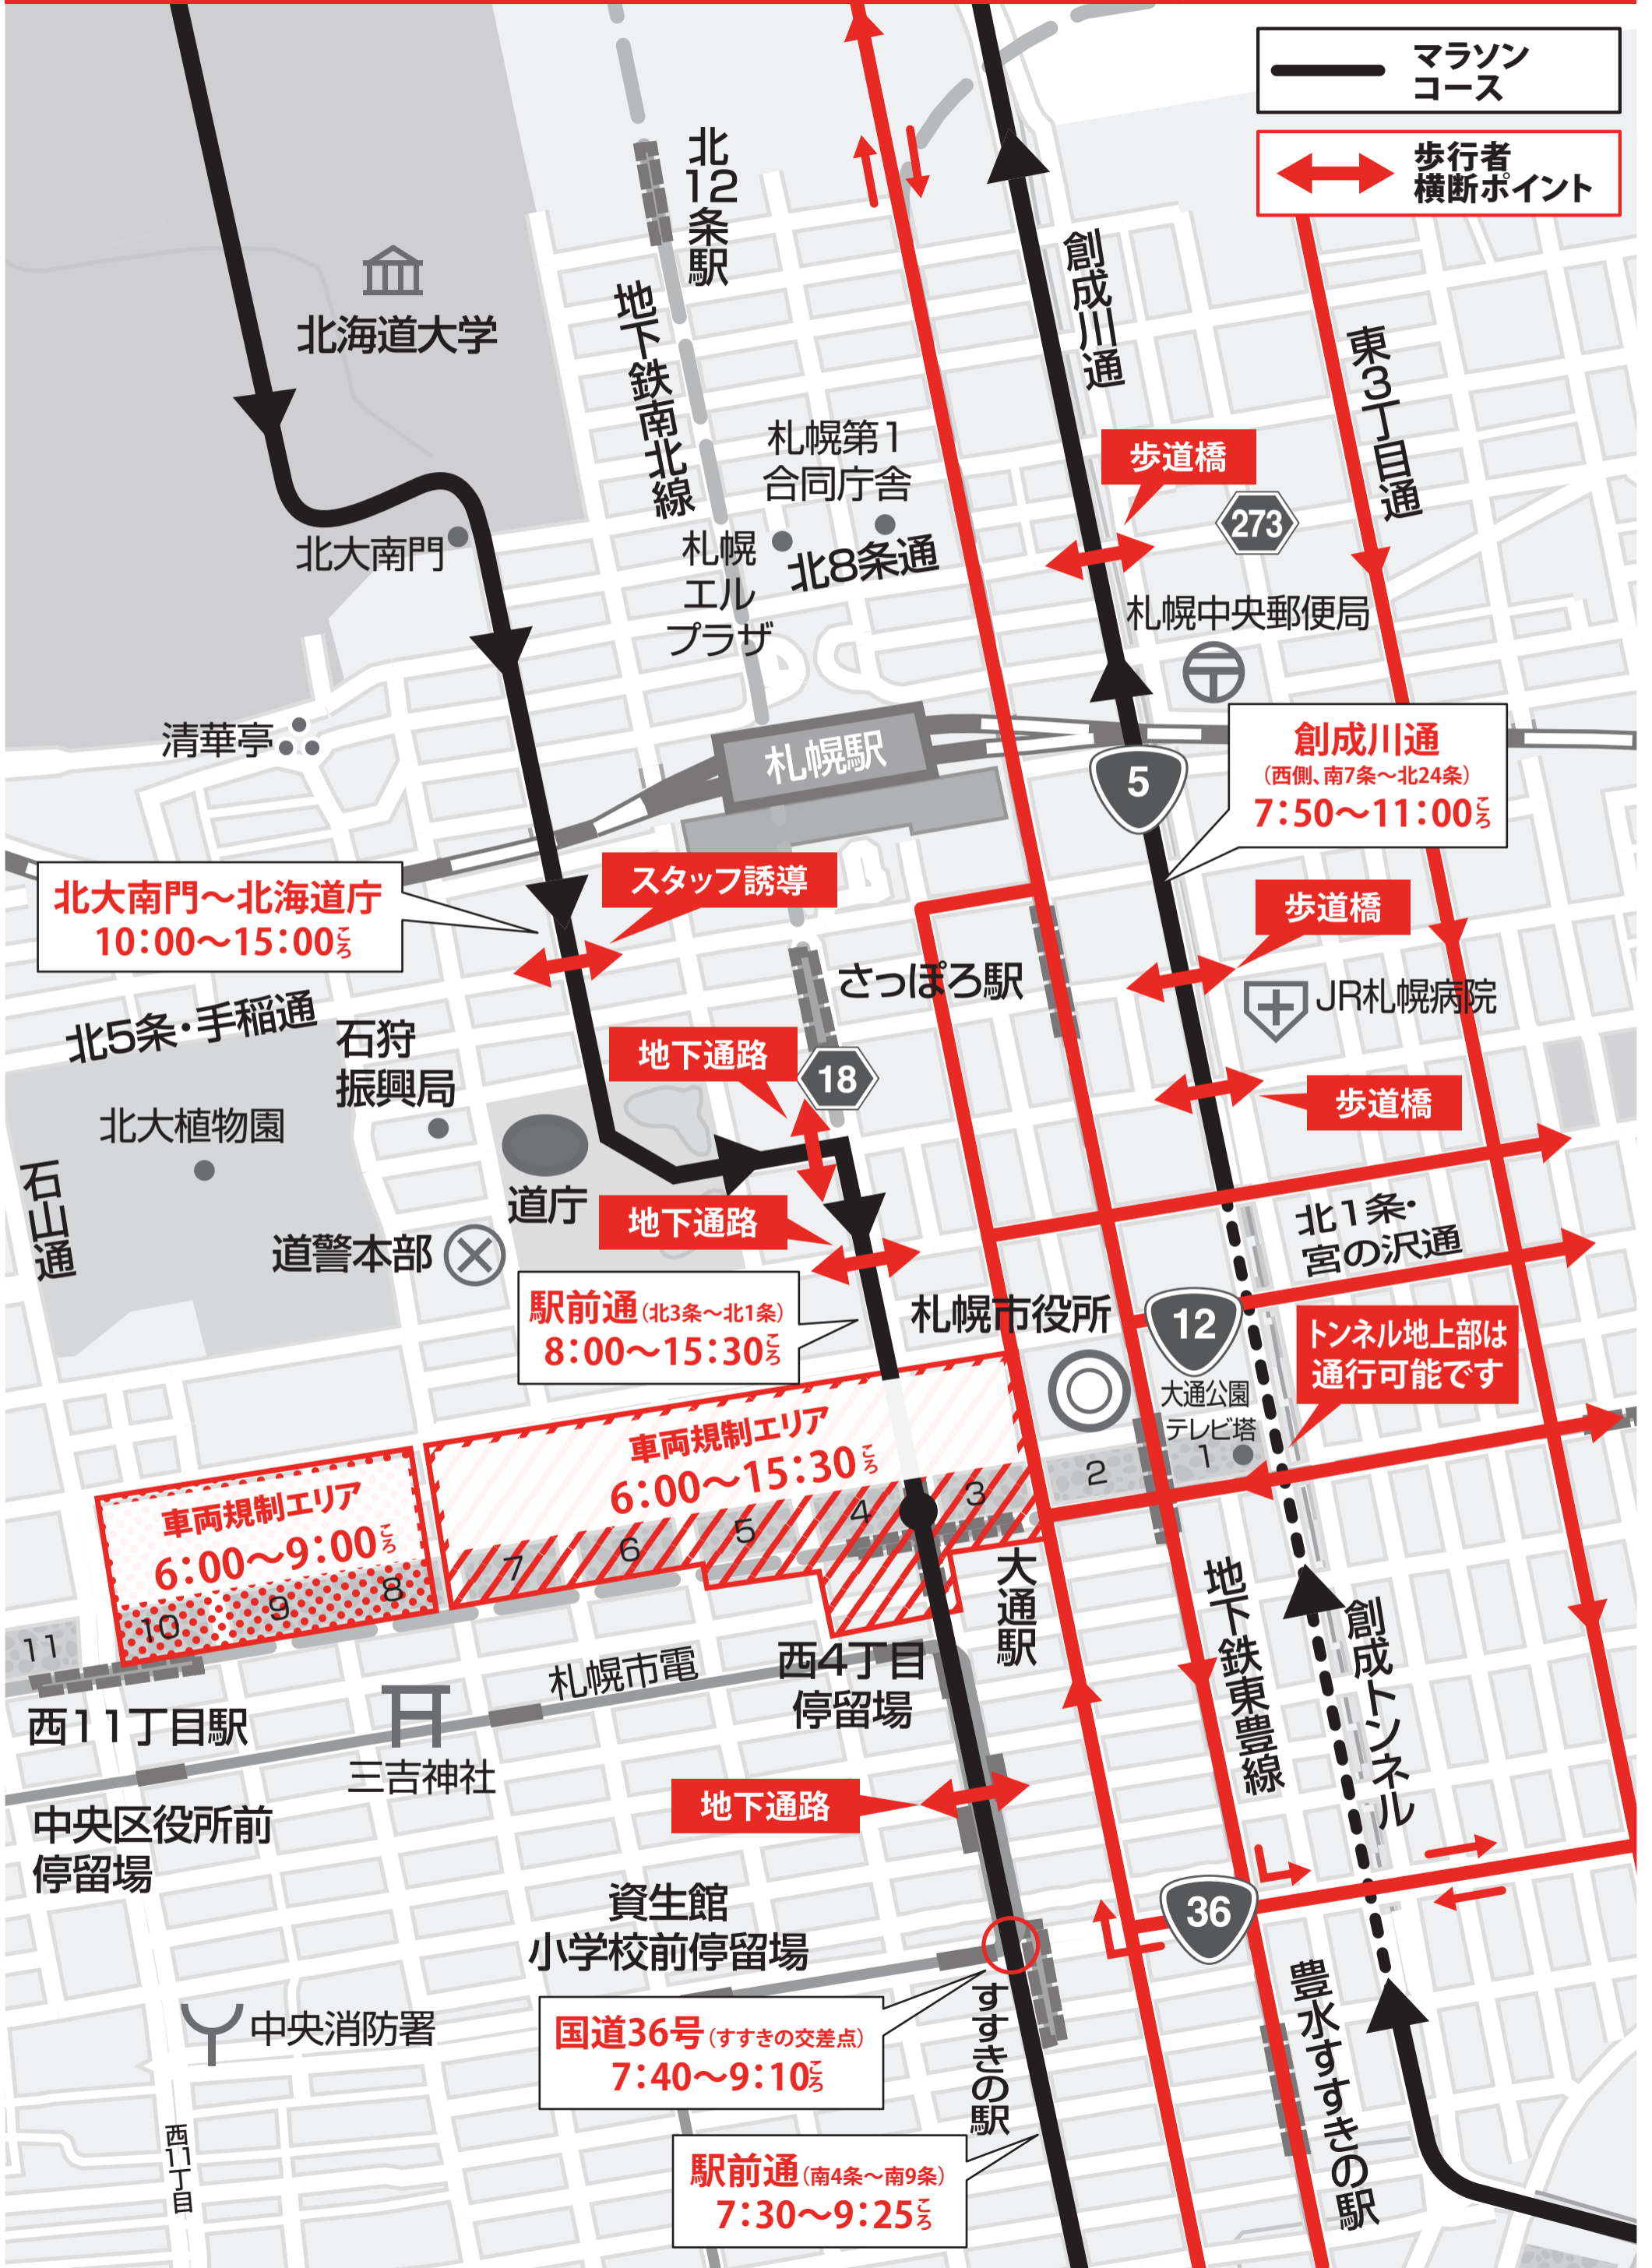 マラソン
コース
歩行者
横断ポイント
北12条駅
地下鉄南北線
創成川通
東3丁目通
北海道大学
札幌第1
合同庁舎
歩道橋
273
北大南門
札幌
エル
プラザ
北8条通
札幌中央郵便局
清華亭
札幌駅
5
創成川通
(西側、南7条～北24条)
7:50～11:00ころ
北大南門～北海道庁
10:00～15:00ころ
スタッフ誘導
歩道橋
さっぽろ駅
JR札幌病院
北5条・手稲通
石狩
振興局
地下通路
18
歩道橋
北大植物園
石山通
道庁
道警本部
地下通路
北1条・
宮の沢通
駅前通(北3条～北1条)
8:00～15:30ころ
札幌市役所
12
トンネル地上部は
通行可能です
大通公園
テレビ塔
車両規制エリア
6:00～15:30ころ
車両規制エリア
6:00～9:00ころ
1
2
3
4
5
6
7
8
9
10
11
大通駅
地下鉄東豊線
創成トンネル
西4丁目
停留場
札幌市電
西11丁目駅
三吉神社
地下通路
中央区役所前
停留場
資生館
小学校前停留場
36
すすきの駅
豊水すすきの駅
中央消防署
国道36号(すすきの交差点)
7:40～9:10ころ
西11丁目
駅前通(南4条～南9条)
7:30～9:25ころ